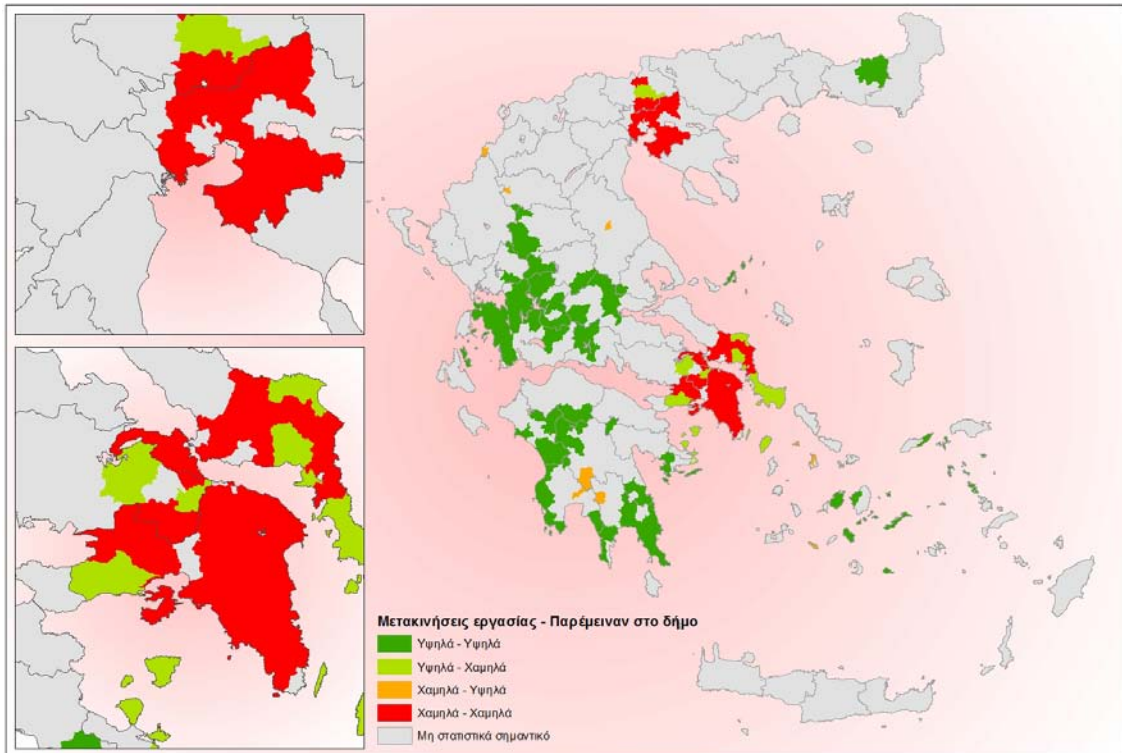 Μετακινήσεις εργασίας - Παρέμειναν στο δήμο
Υψηλά - Υψηλά
Υψηλά - Χαμηλά
Χαμηλά - Υψηλά
Χαμηλά - Χαμηλά
Μη στατιστικά σημαντικό